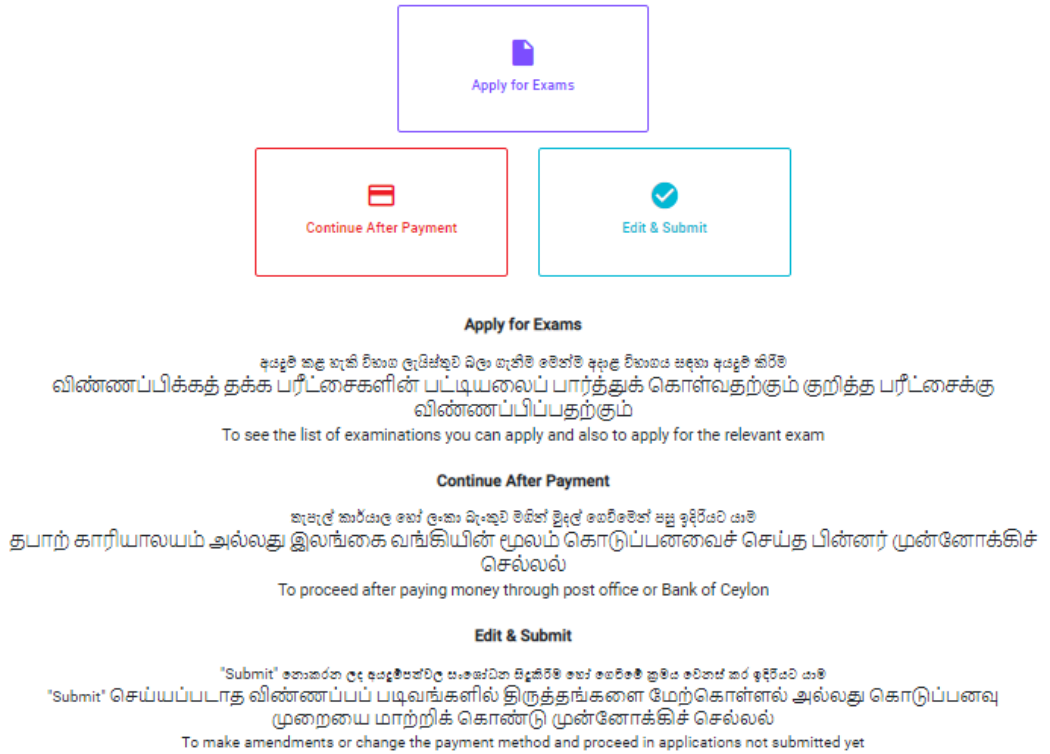 Apply for Exams
Continue After Payment
Edit & Submit
Apply for Exams
අයදුම් කළ හැකි විභාග ලැයිස්තුව බලා ගැනීම මෙන්ම අදාළ විභාගය සඳහා අයදුම් කිරීම
விண்ணப்பிக்கத் தக்க பரீட்சைகளின் பட்டியலைப் பார்த்துக் கொள்வதற்கும் குறித்த பரீட்சைக்கு
விண்ணப்பிப்பதற்கும்
To see the list of examinations you can apply and also to apply for the relevant exam
Continue After Payment
තැපැල් කාර්යාල හෝ ලංකා බැංකුව මගින් මුදල් ගෙවීමෙන් පසු ඉදිරියට යාම
தபாற் காரியாலயம் அல்லது இலங்கை வங்கியின் மூலம் கொடுப்பனவைச் செய்த பின்னர் முன்னோக்கிச்
செல்லல்
To proceed after paying money through post office or Bank of Ceylon
Edit & Submit
"Submit" නොකරන ලද අයදුම්පත්වල සංශෝධන සිදුකිරීම හෝ ගෙවීමේ ක්‍රමය වෙනස් කර ඉදිරියට යාම
"Submit" செய்யப்படாத விண்ணப்பப் படிவங்களில் திருத்தங்களை மேற்கொள்ளல் அல்லது கொடுப்பனவு
முறையை மாற்றிக் கொண்டு முன்னோக்கிச் செல்லல்
To make amendments or change the payment method and proceed in applications not submitted yet